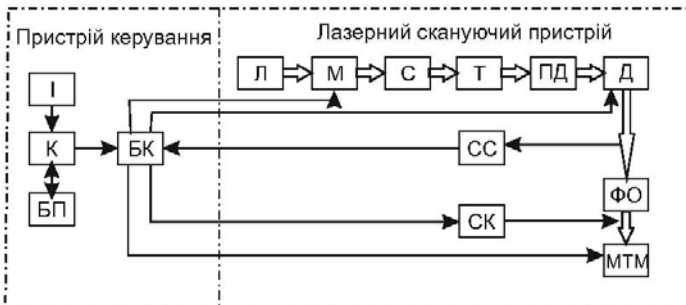 Пристрій керування
Лазерний скануючий пристрій
Л
М
С
Т
ПД
Д
І
К
БК
СС
БП
ФО
СК
МТМ